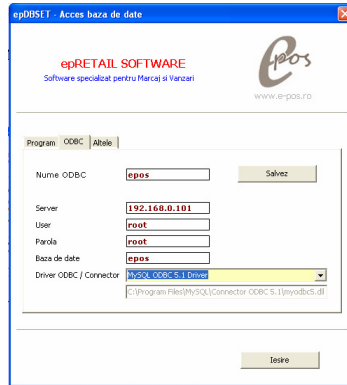 epDBSET - Acces baza de date
epRETAIL SOFTWARE
Software specializat pentru Marcaj si Vanzari
epos
www.e-pos.ro
Program ODBC Altele
Nume ODBC epos Salvez
Server 192.168.0.101
User root
Parola root
Baza de date epos
Driver ODBC / Connector MySQL ODBC 5.1 Driver
C:\Program Files\MySQL\Connector ODBC 5.1\myodbc5.dll
Iesire